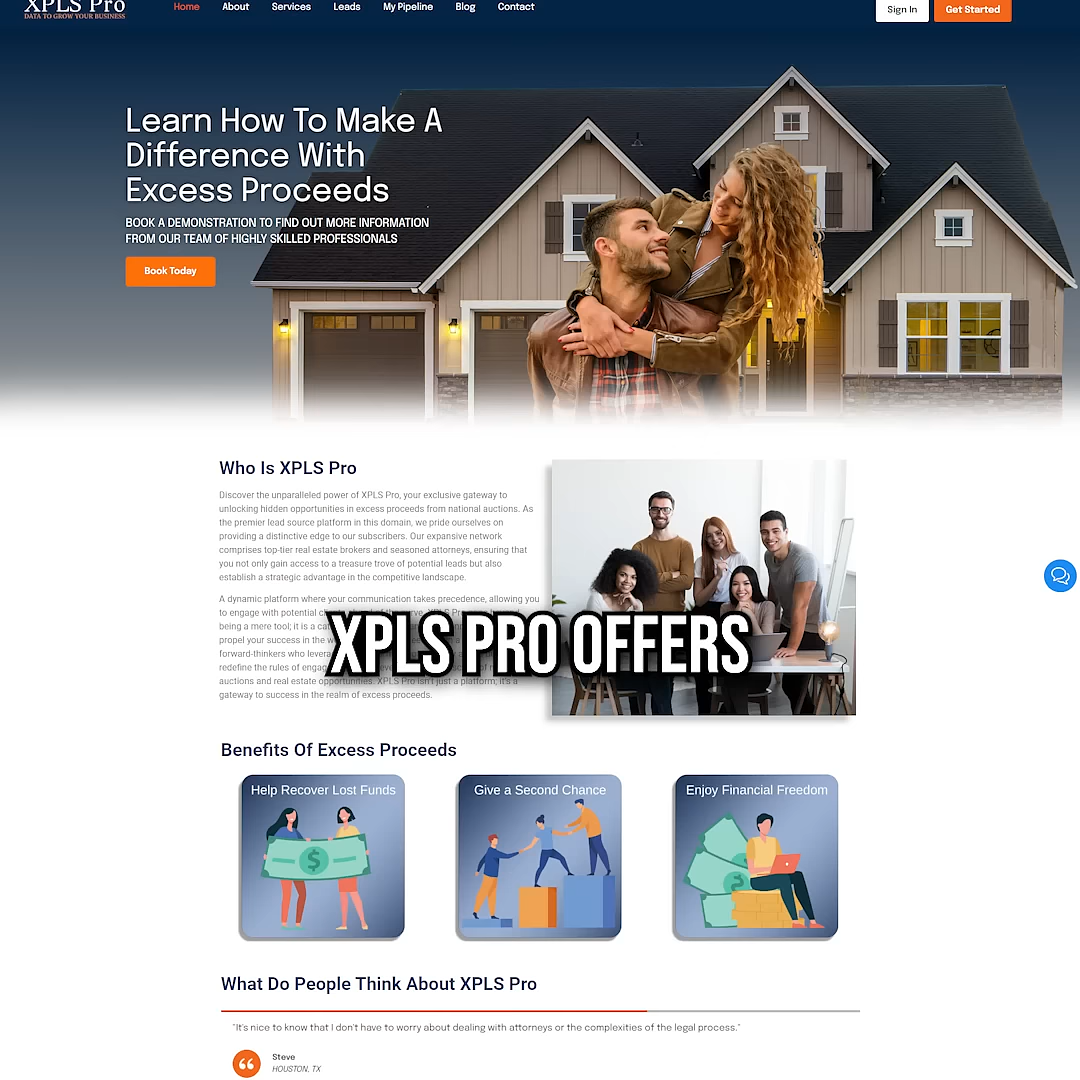 XPLS Pro
DATA TO GROW YOUR BUSINESS
Home
About
Services
Leads
My Pipeline
Blog
Contact
Sign In
Get Started
Learn How To Make A
Difference With
Excess Proceeds
BOOK A DEMONSTRATION TO FIND OUT MORE INFORMATION
FROM OUR TEAM OF HIGHLY SKILLED PROFESSIONALS
Book Today
Who Is XPLS Pro
Discover the unparalleled power of XPLS Pro, your exclusive gateway to
unlocking hidden opportunities in excess proceeds from national auctions. As
the premier lead source platform in this domain, we pride ourselves on
providing a distinctive edge to our subscribers. Our expansive network
comprises top-tier real estate brokers and seasoned attorneys, ensuring that
you not only gain access to a treasure trove of potential leads but also
establish a strategic advantage in the competitive landscape.
A dynamic platform where your communication takes precedence, allowing you
to engage with potential
being a mere tool; it is a
propel your success in the
forward-thinkers who
redefine the rules of
auctions and real estate opportunities. XPLS Pro isn't just a platform; it's a
gateway to success in the realm of excess proceeds.
XPLS PRO OFFERS
Benefits Of Excess Proceeds
Help Recover Lost Funds
Give a Second Chance
Enjoy Financial Freedom
What Do People Think About XPLS Pro
"It's nice to know that I don't have to worry about dealing with attorneys or the complexities of the legal process."
Steve
HOUSTON, TX